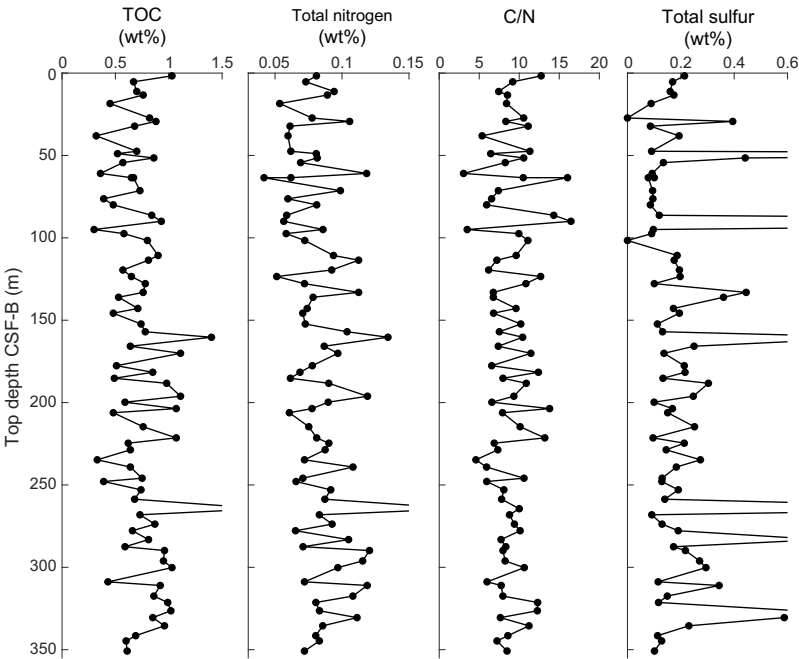 TOC
(wt%)
Total nitrogen
(wt%)
C/N
Total sulfur
(wt%)
0 0.5 1 1.5
0.05 0.1 0.15
0 5 10 15 20
0 0.2 0.4 0.6
0
50
100
150
200
250
300
350
Top depth CSF-B (m)